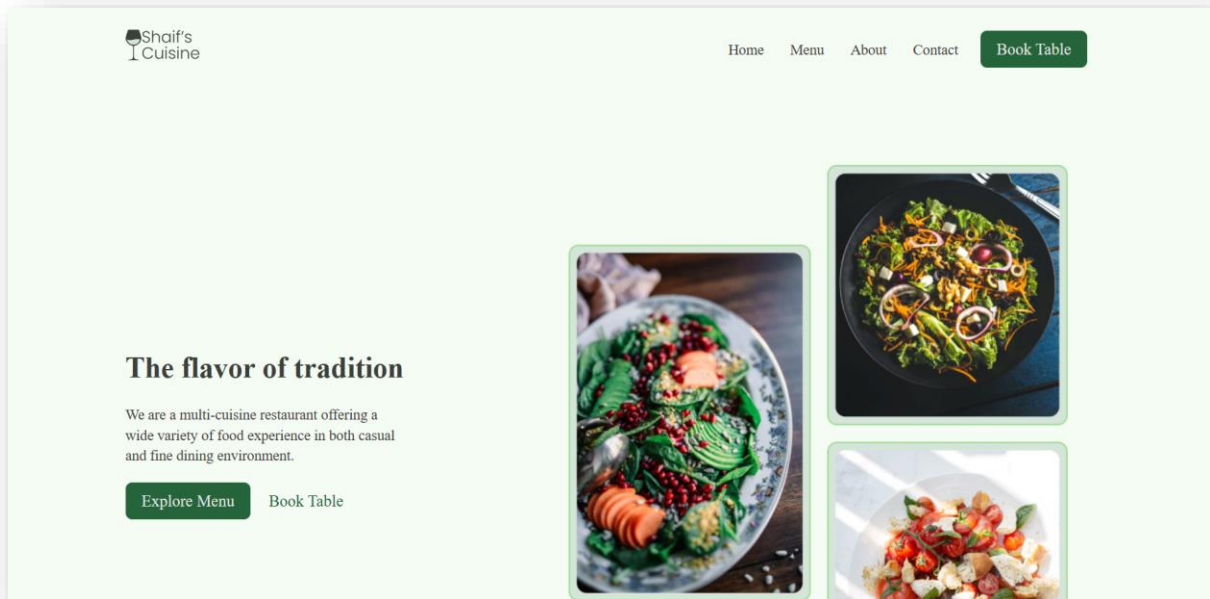 Shaif's
Cuisine
Home Menu About Contact Book Table
The flavor of tradition
We are a multi-cuisine restaurant offering a
wide variety of food experience in both casual
and fine dining environment.
Explore Menu Book Table